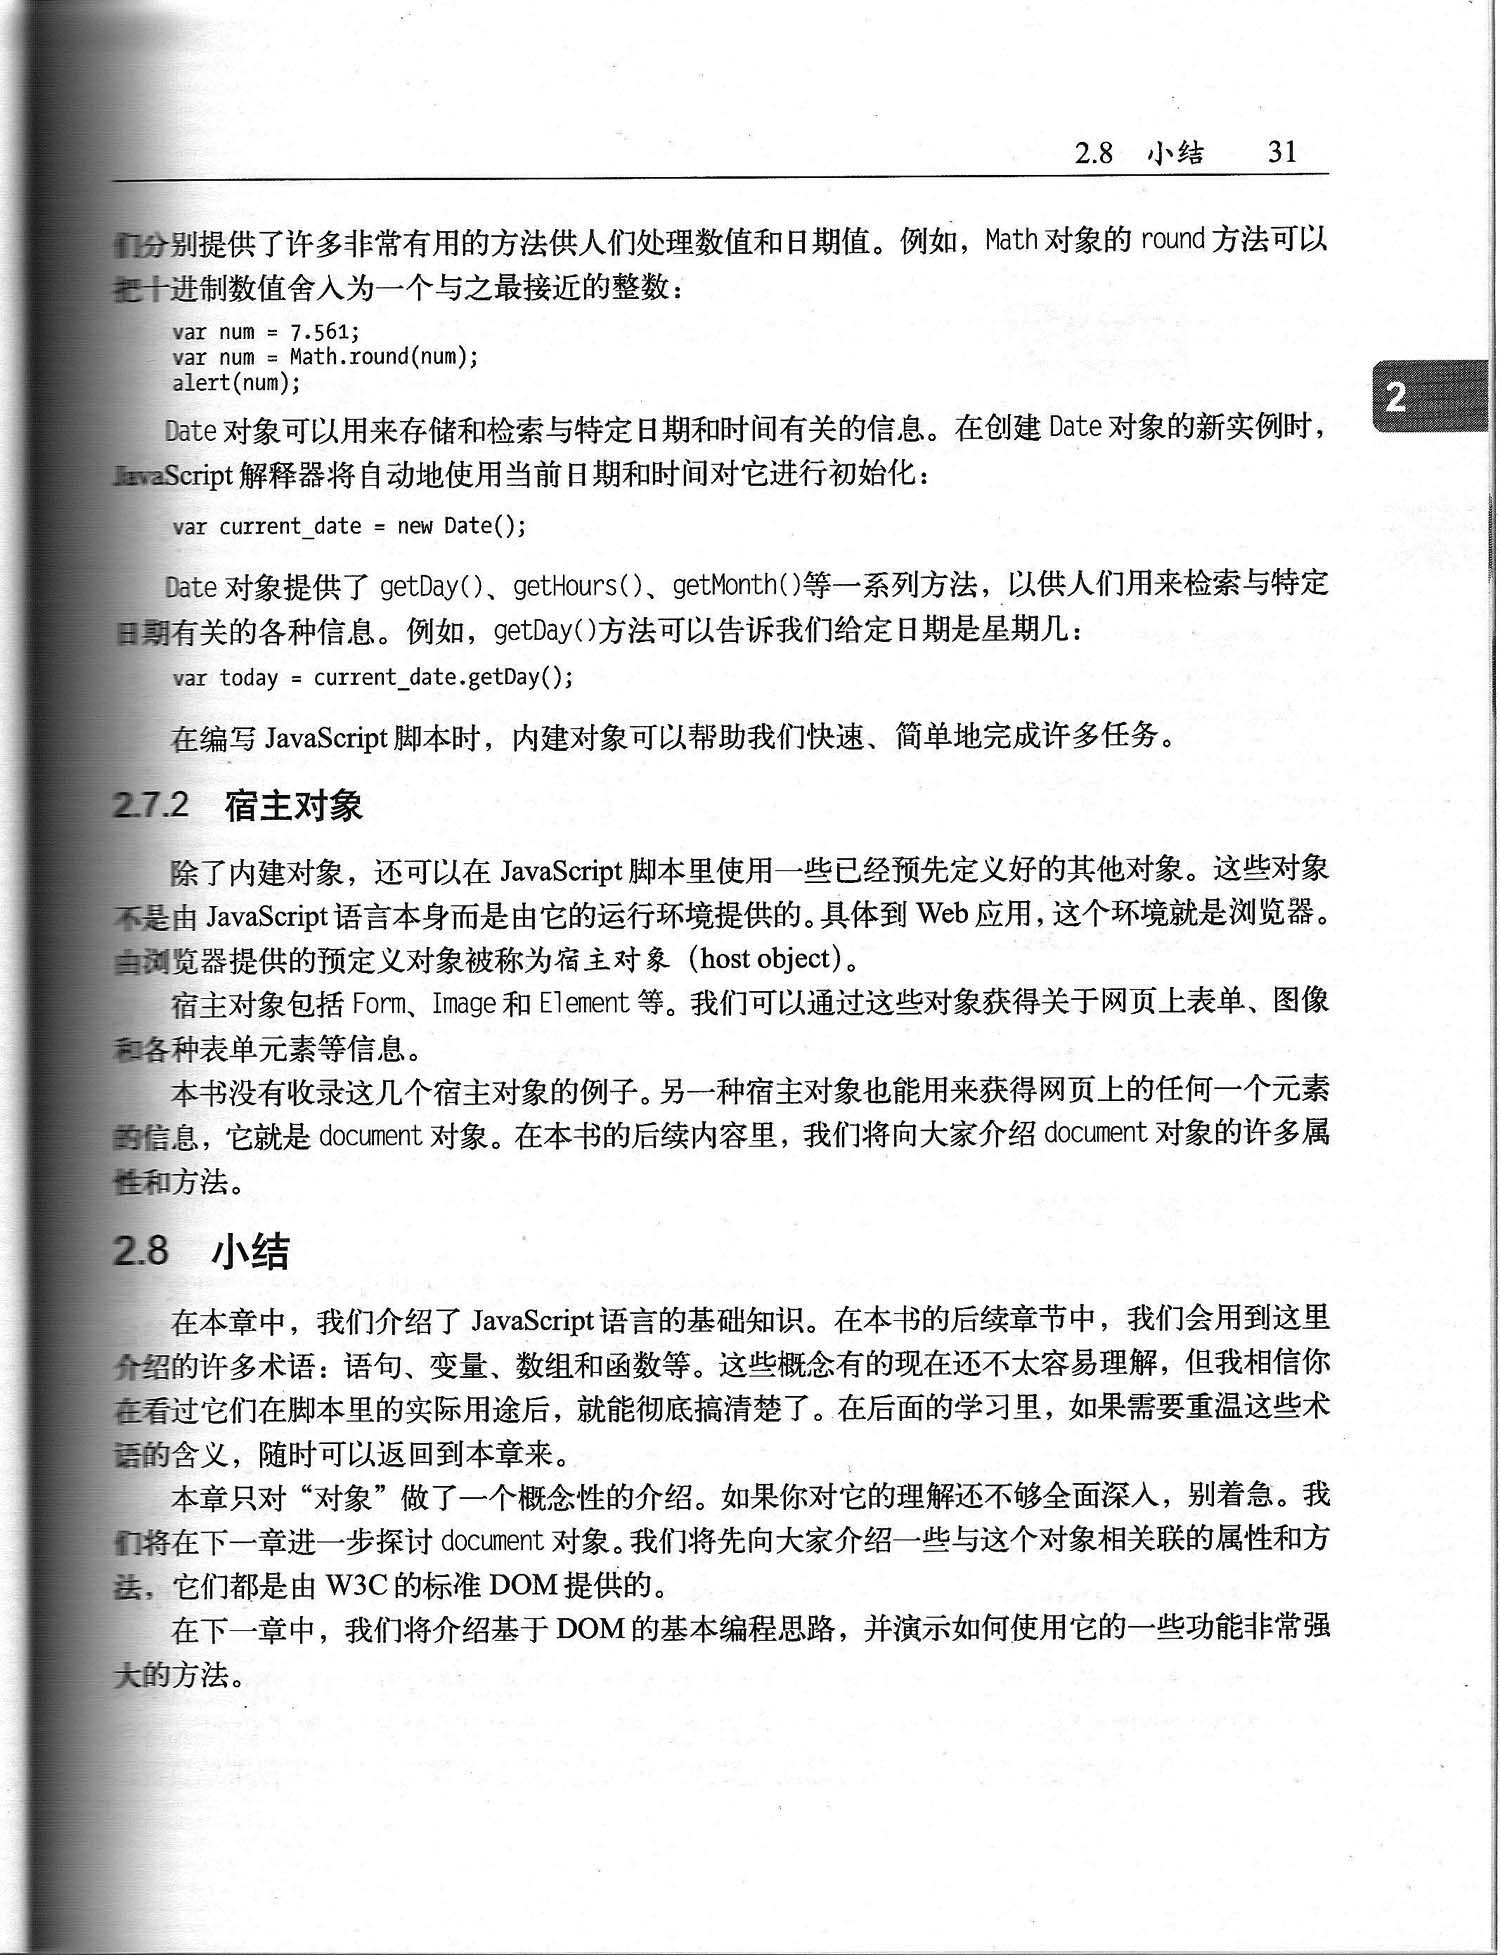 2.8 小结 31
们分别提供了许多非常有用的方法供人们处理数值和日期值。例如，Math 对象的 round 方法可以
把十进制数值舍入为一个与之最接近的整数：
var num = 7.561;
var num = Math.round(num);
alert(num);
2
Date 对象可以用来存储和检索与特定日期和时间有关的信息。在创建 Date 对象的新实例时，
JavaScript 解释器将自动地使用当前日期和时间对它进行初始化：
var current_date = new Date();
Date 对象提供了 getDay()、getHours()、getMonth()等一系列方法，以供人们用来检索与特定
日期有关的各种信息。例如，getDay()方法可以告诉我们给定日期是星期几：
var today = current_date.getDay();
在编写 JavaScript 脚本时，内建对象可以帮助我们快速、简单地完成许多任务。
2.7.2 宿主对象
除了内建对象，还可以在 JavaScript 脚本里使用一些已经预先定义好的其他对象。这些对象
不是由 JavaScript 语言本身而是由它的运行环境提供的。具体到 Web 应用，这个环境就是浏览器。
由浏览器提供的预定义对象被称为宿主对象（host object）。
宿主对象包括 Form、Image 和 Element 等。我们可以通过这些对象获得关于网页上表单、图像
和各种表单元素等信息。
本书没有收录这几个宿主对象的例子。另一种宿主对象也能用来获得网页上的任何一个元素
的信息，它就是 document 对象。在本书的后续内容里，我们将向大家介绍 document 对象的许多属
性和方法。
2.8 小结
在本章中，我们介绍了 JavaScript 语言的基础知识。在本书的后续章节中，我们会用到这里
介绍的许多术语：语句、变量、数组和函数等。这些概念有的现在还不太容易理解，但我相信你
在看过它们在脚本里的实际用途后，就能彻底搞清楚了。在后面的学习里，如果需要重温这些术
语的含义，随时可以返回到本章来。
本章只对“对象”做了一个概念性的介绍。如果你对它的理解还不够全面深入，别着急。我
们将在下一章进一步探讨 document 对象。我们将先向大家介绍一些与这个对象相关联的属性和方
法，它们都是由 W3C 的标准 DOM 提供的。
在下一章中，我们将介绍基于 DOM 的基本编程思路，并演示如何使用它的一些功能非常强
大的方法。